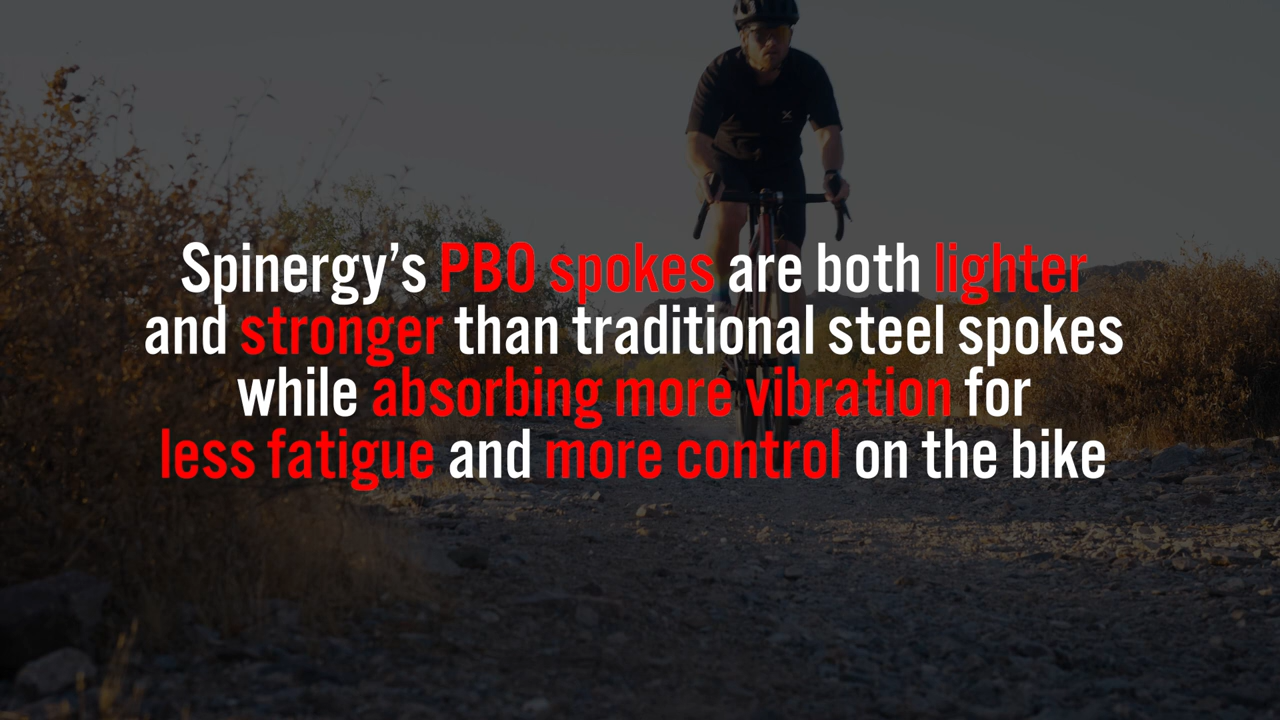 Spinergy’s PBO spokes are both lighter
and stronger than traditional steel spokes
while absorbing more vibration for
less fatigue and more control on the bike